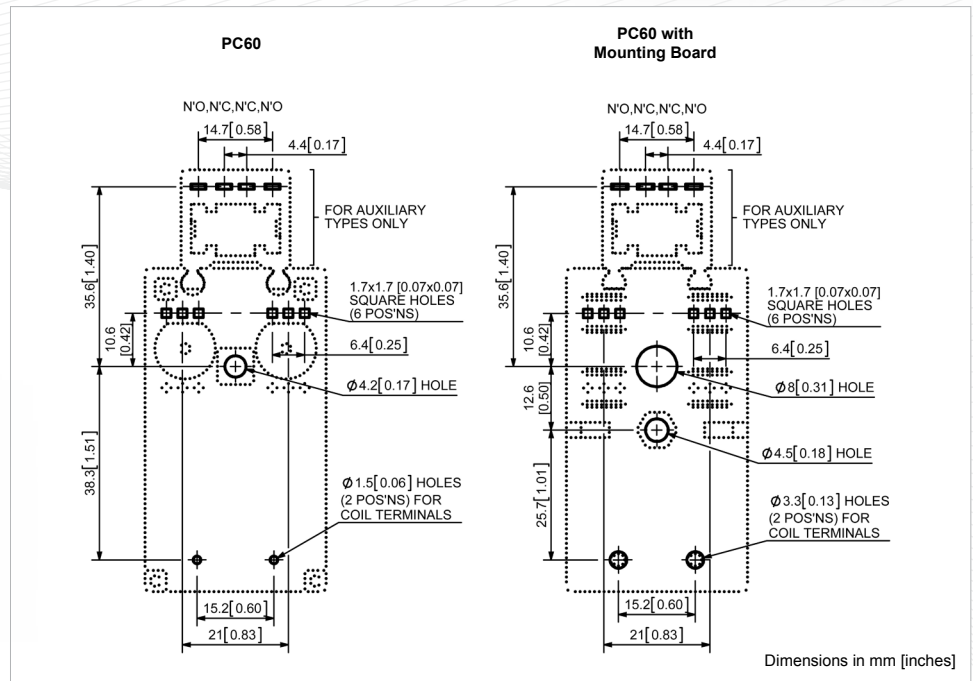 PC60
N'O,N'C,N'C,N'O
14.7[0.58]
4.4[0.17]
FOR AUXILIARY
TYPES ONLY
35.6[1.40]
1.7x1.7 [0.07x0.07]
SQUARE HOLES
(6 POS'NS)
10.6
[0.42]
6.4[0.25]
Ø4.2[0.17] HOLE
38.3[1.51]
Ø1.5[0.06] HOLES
(2 POS'NS) FOR
COIL TERMINALS
15.2[0.60]
21[0.83]
PC60 with
Mounting Board
N'O,N'C,N'C,N'O
14.7[0.58]
4.4[0.17]
FOR AUXILIARY
TYPES ONLY
35.6[1.40]
1.7x1.7 [0.07x0.07]
SQUARE HOLES
(6 POS'NS)
10.6
[0.42]
6.4[0.25]
Ø8[0.31] HOLE
12.6
[0.50]
Ø4.5[0.18] HOLE
25.7[1.01]
Ø3.3[0.13] HOLES
(2 POS'NS) FOR
COIL TERMINALS
15.2[0.60]
21[0.83]
Dimensions in mm [inches]